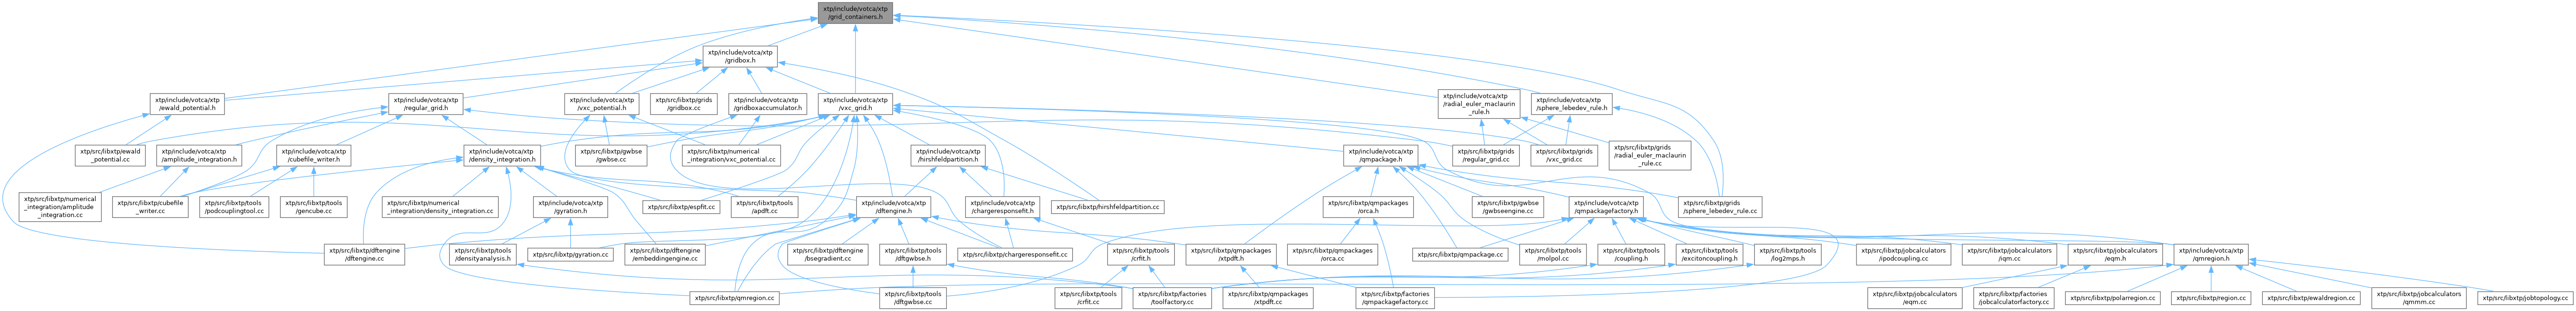 xtp/include/votca/xtp
/grid_containers.h
xtp/include/votca/xtp
/gridbox.h
xtp/include/votca/xtp
/ewald_potential.h
xtp/include/votca/xtp
/regular_grid.h
xtp/include/votca/xtp
/vxc_potential.h
xtp/src/libxtp/grids
/gridbox.cc
xtp/include/votca/xtp
/gridboxaccumulator.h
xtp/include/votca/xtp
/vxc_grid.h
xtp/include/votca/xtp
/radial_euler_maclaurin
_rule.h
xtp/include/votca/xtp
/sphere_lebedev_rule.h
xtp/src/libxtp/ewald
_potential.cc
xtp/include/votca/xtp
/amplitude_integration.h
xtp/include/votca/xtp
/cubefile_writer.h
xtp/include/votca/xtp
/density_integration.h
xtp/src/libxtp/gwbse
/gwbse.cc
xtp/src/libxtp/numerical
_integration/vxc_potential.cc
xtp/include/votca/xtp
/hirshfeldpartition.h
xtp/include/votca/xtp
/qmpackage.h
xtp/src/libxtp/grids
/regular_grid.cc
xtp/src/libxtp/grids
/vxc_grid.cc
xtp/src/libxtp/grids
/radial_euler_maclaurin
_rule.cc
xtp/src/libxtp/numerical
_integration/amplitude
_integration.cc
xtp/src/libxtp/cubefile
_writer.cc
xtp/src/libxtp/tools
/podcouplingtool.cc
xtp/src/libxtp/tools
/gencube.cc
xtp/src/libxtp/numerical
_integration/density_integration.cc
xtp/include/votca/xtp
/gyration.h
xtp/src/libxtp/espfit.cc
xtp/src/libxtp/tools
/apdft.cc
xtp/include/votca/xtp
/dftengine.h
xtp/include/votca/xtp
/chargeresponsefit.h
xtp/src/libxtp/hirshfeldpartition.cc
xtp/src/libxtp/qmpackages
/orca.h
xtp/src/libxtp/gwbse
/gwbseengine.cc
xtp/include/votca/xtp
/qmpackagefactory.h
xtp/src/libxtp/grids
/sphere_lebedev_rule.cc
xtp/src/libxtp/dftengine
/dftengine.cc
xtp/src/libxtp/tools
/densityanalysis.h
xtp/src/libxtp/gyration.cc
xtp/src/libxtp/dftengine
/embeddingengine.cc
xtp/src/libxtp/dftengine
/bsegradient.cc
xtp/src/libxtp/tools
/dftgwbse.h
xtp/src/libxtp/chargeresponsefit.cc
xtp/src/libxtp/tools
/crfit.h
xtp/src/libxtp/qmpackages
/xtpdft.h
xtp/src/libxtp/qmpackages
/orca.cc
xtp/src/libxtp/qmpackage.cc
xtp/src/libxtp/tools
/molpol.cc
xtp/src/libxtp/tools
/coupling.h
xtp/src/libxtp/tools
/excitoncoupling.h
xtp/src/libxtp/tools
/log2mps.h
xtp/src/libxtp/jobcalculators
/ipodcoupling.cc
xtp/src/libxtp/jobcalculators
/iqm.cc
xtp/src/libxtp/jobcalculators
/eqm.h
xtp/include/votca/xtp
/qmregion.h
xtp/src/libxtp/qmregion.cc
xtp/src/libxtp/tools
/dftgwbse.cc
xtp/src/libxtp/tools
/crfit.cc
xtp/src/libxtp/factories
/toolfactory.cc
xtp/src/libxtp/qmpackages
/xtpdft.cc
xtp/src/libxtp/factories
/qmpackagefactory.cc
xtp/src/libxtp/jobcalculators
/eqm.cc
xtp/src/libxtp/factories
/jobcalculatorfactory.cc
xtp/src/libxtp/polarregion.cc
xtp/src/libxtp/region.cc
xtp/src/libxtp/ewaldregion.cc
xtp/src/libxtp/jobcalculators
/qmmm.cc
xtp/src/libxtp/jobtopology.cc